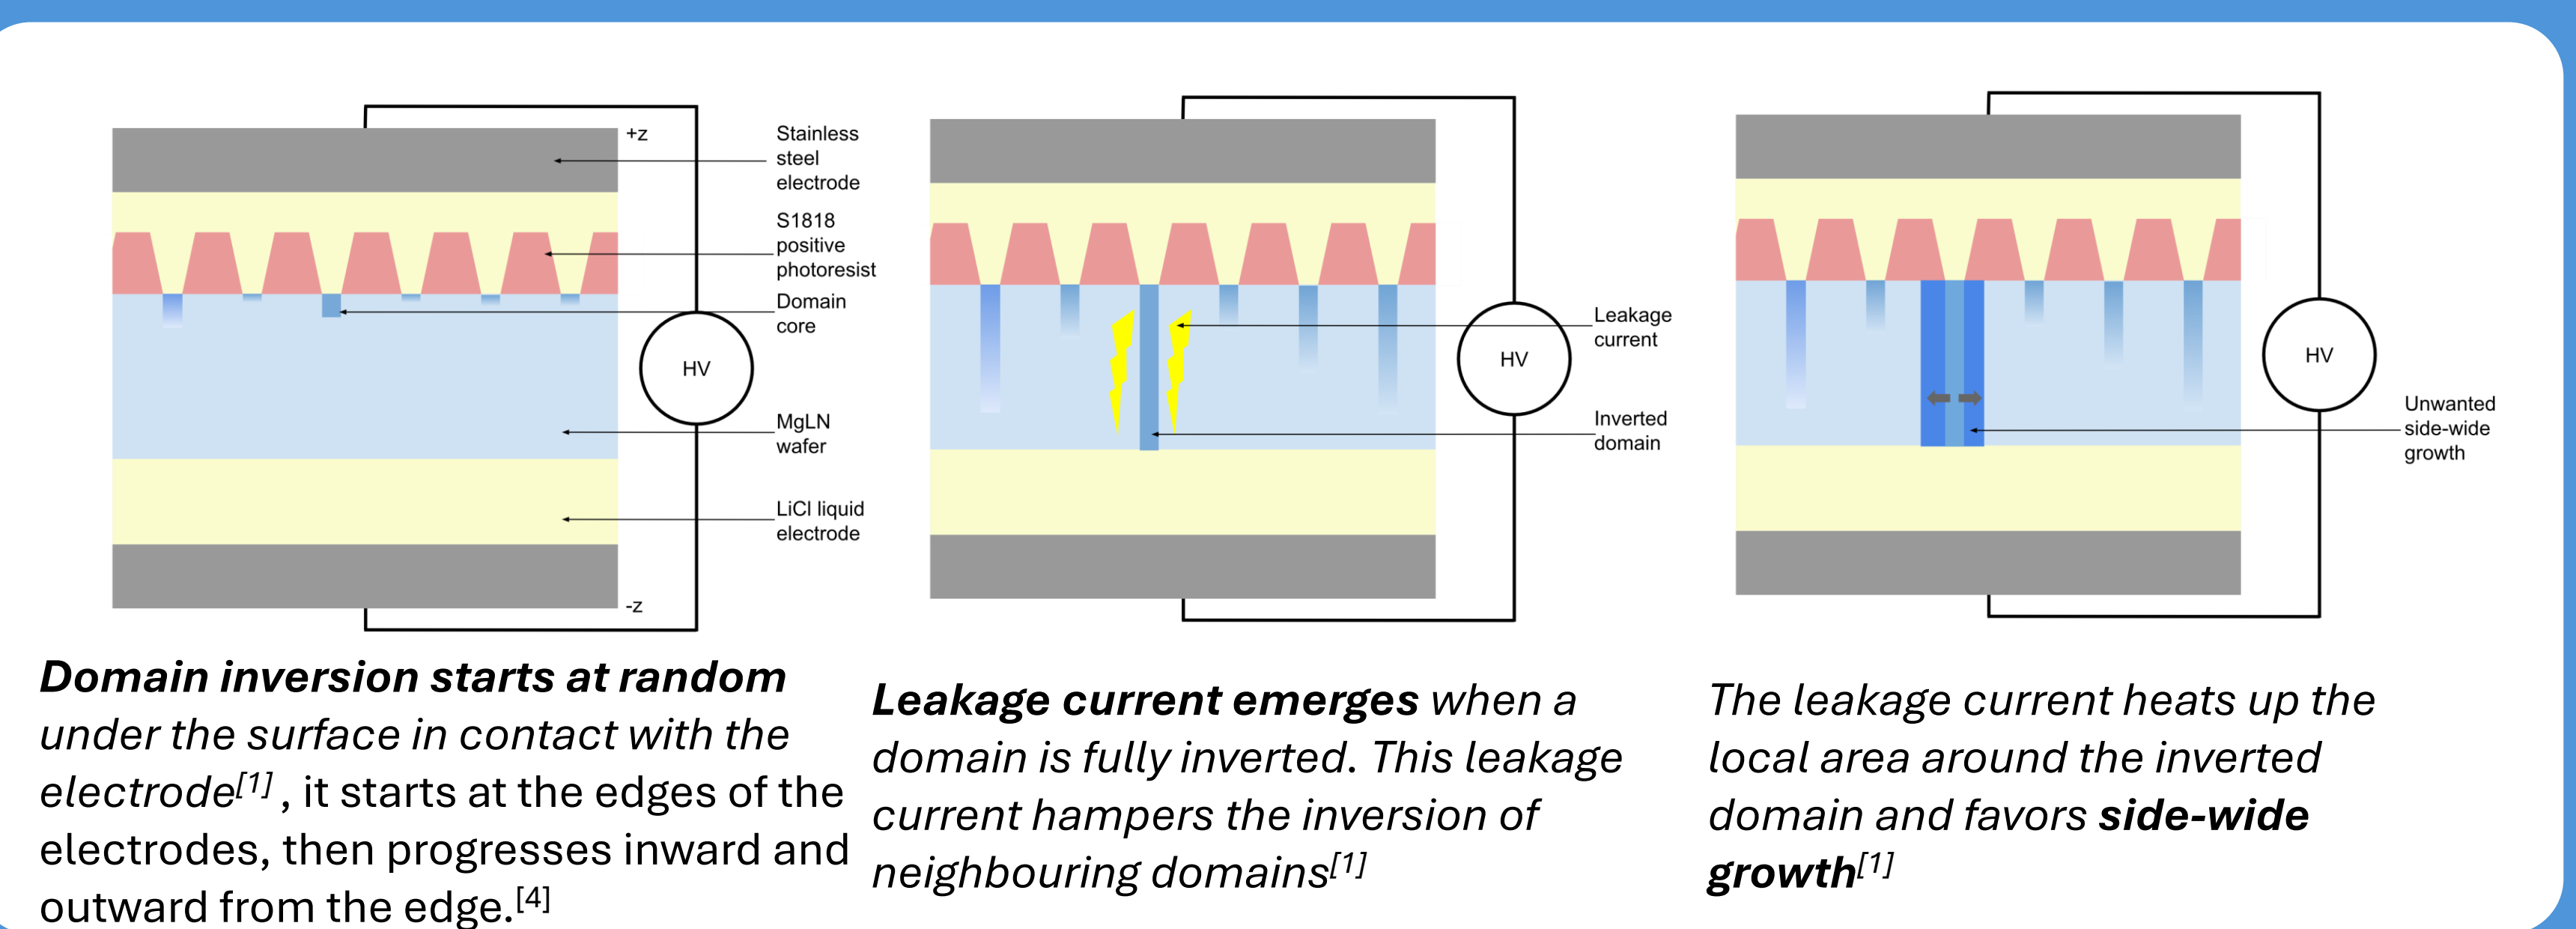 +z
Stainless
steel
electrode
S1818
positive
photoresist
Domain
core
HV
MgLN
wafer
LiCl liquid
electrode
-z
Leakage
current
HV
Inverted
domain
HV
Unwanted
side-wide
growth
Domain inversion starts at random
under the surface in contact with the
electrode[1] , it starts at the edges of the
electrodes, then progresses inward and
outward from the edge.[4]
Leakage current emerges when a
domain is fully inverted. This leakage
current hampers the inversion of
neighbouring domains[1]
The leakage current heats up the
local area around the inverted
domain and favors side-wide
growth[1]